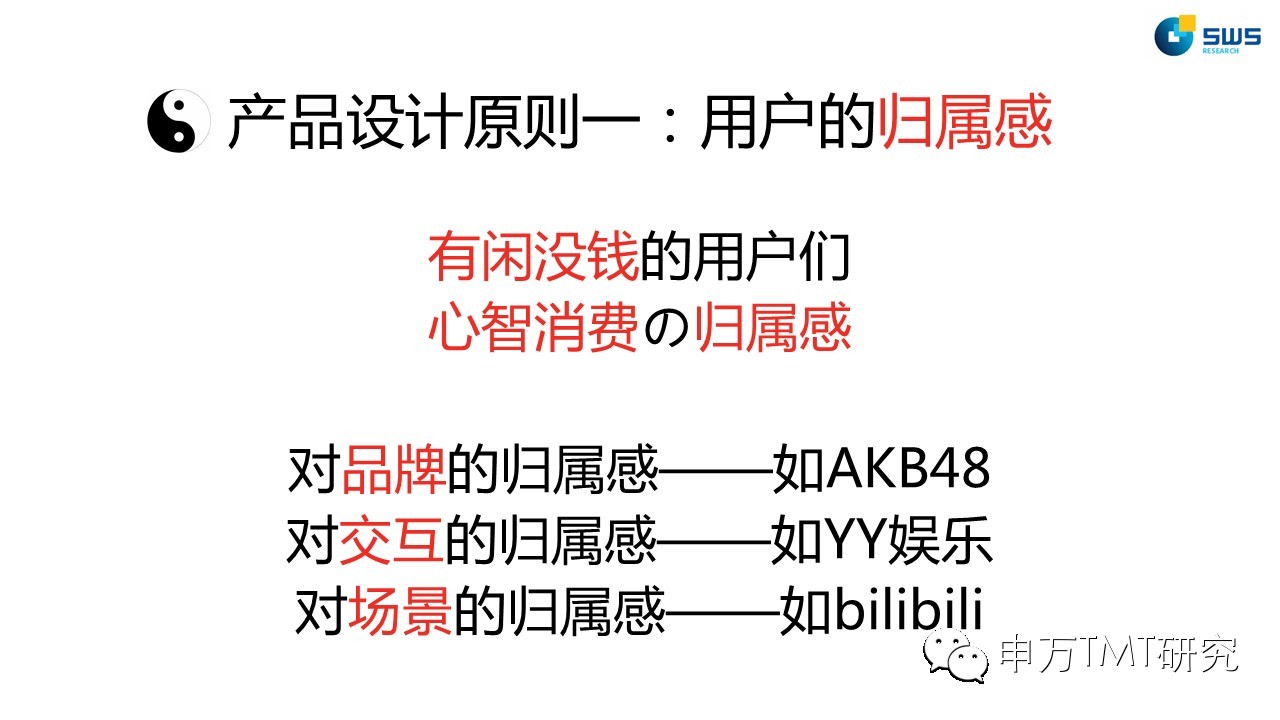 SWS
RESEARCH
产品设计原则一：用户的归属感
有闲没钱的用户们
心智消费の归属感
对品牌的归属感——如AKB48
对交互的归属感——如YY娱乐
对场景的归属感——如bilibili
申万TMT研究